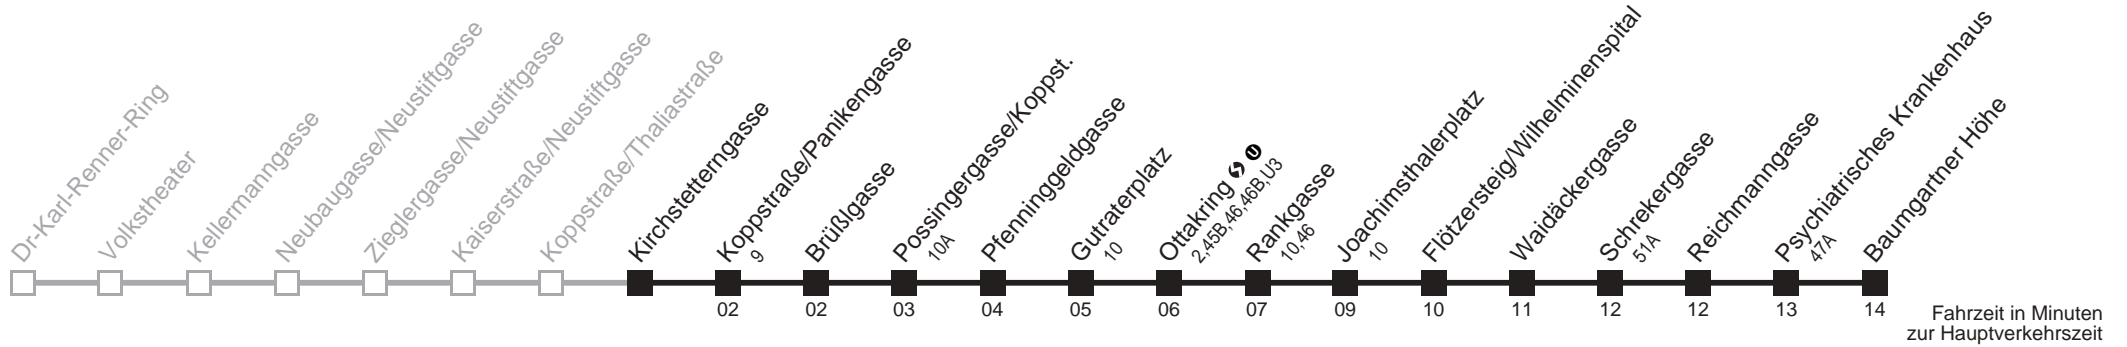 Dr-Karl-Renner-Ring
Volkstheater
Kellermanngasse
Neubaugasse/Neustiftgasse
Zieglergasse/Neustiftgasse
Kaiserstraße/Neustiftgasse
Koppstraße/Thaliastraße
Kirchstetterngasse
Koppstraße/Panikengasse
9
Brüßlgasse
Possingergasse/Koppst.
10A
Pfenninggeldgasse
Gutraterplatz
10
Ottakring S U
2,45B,46,46B,U3
Rankgasse
10,46
Joachimsthalerplatz
10
Flötzersteig/Wilhelminenspital
Waidäckergasse
Schrekergasse
51A
Reichmanngasse
Psychiatrisches Krankenhaus
47A
Baumgartner Höhe
02 02 03 04 05 06 07 09 10 11 12 12 13 14
Fahrzeit in Minuten
zur Hauptverkehrszeit